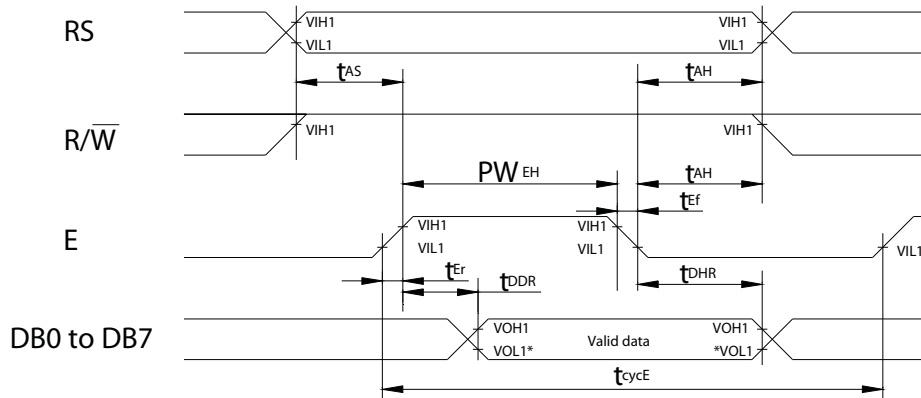 RS
VIH1
VIL1
VIH1
VIL1
tAS
tAH
R/W̅
VIH1
VIH1
PWEH
tAH
tEf
E
VIH1
VIL1
VIH1
VIL1
VIL1
tEr
tDDR
tDHR
DB0 to DB7
VOH1
VOL1*
Valid data
VOH1
*VOL1
tcycE